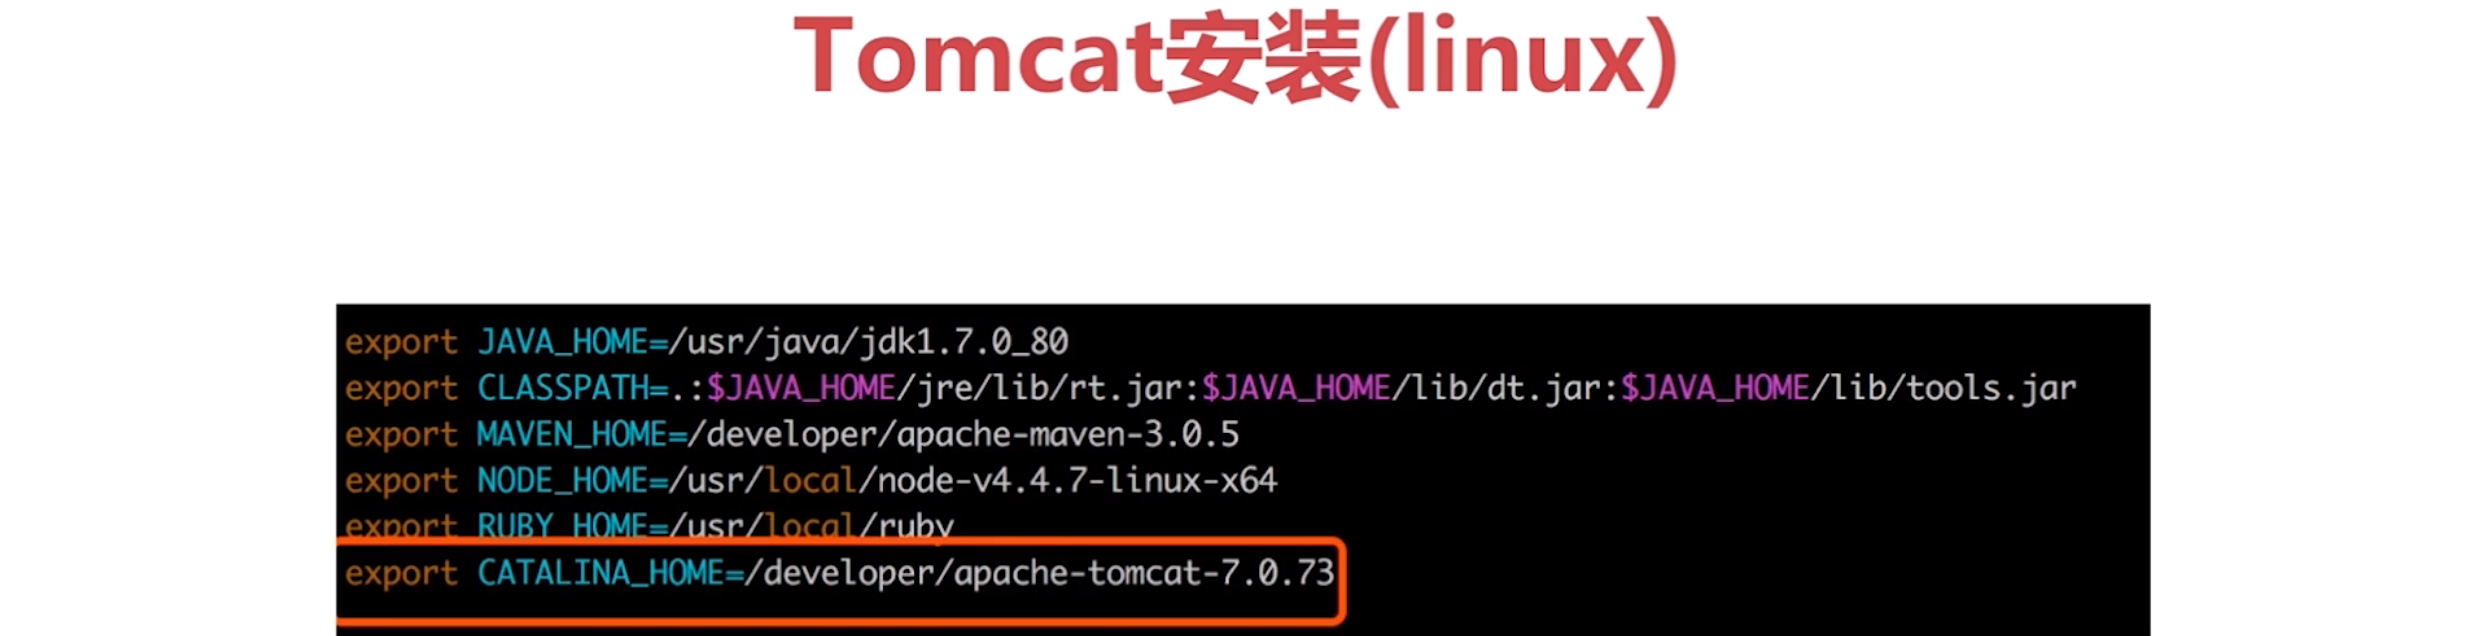 Tomcat安装(linux)
export JAVA_HOME=/usr/java/jdk1.7.0_80
export CLASSPATH=.:$JAVA_HOME/jre/lib/rt.jar:$JAVA_HOME/lib/dt.jar:$JAVA_HOME/lib/tools.jar
export MAVEN_HOME=/developer/apache-maven-3.0.5
export NODE_HOME=/usr/local/node-v4.4.7-linux-x64
export RUBY_HOME=/usr/local/ruby
export CATALINA_HOME=/developer/apache-tomcat-7.0.73